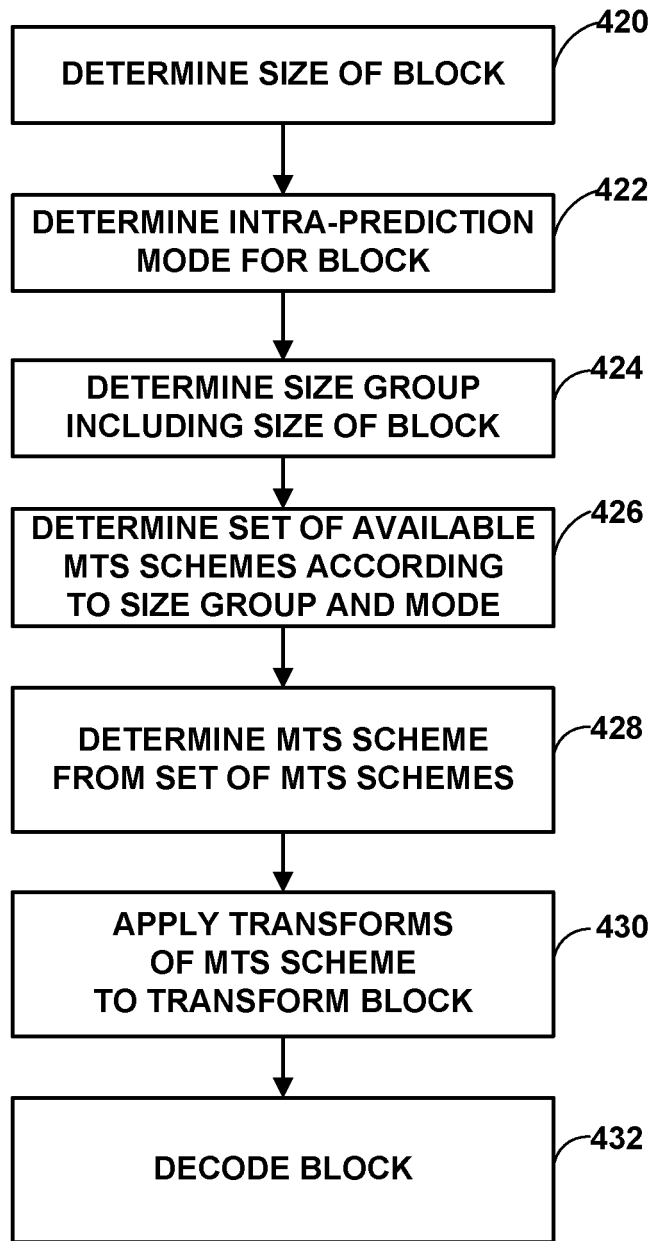 420
DETERMINE SIZE OF BLOCK
422
DETERMINE INTRA-PREDICTION
MODE FOR BLOCK
424
DETERMINE SIZE GROUP
INCLUDING SIZE OF BLOCK
426
DETERMINE SET OF AVAILABLE
MTS SCHEMES ACCORDING
TO SIZE GROUP AND MODE
428
DETERMINE MTS SCHEME
FROM SET OF MTS SCHEMES
430
APPLY TRANSFORMS
OF MTS SCHEME
TO TRANSFORM BLOCK
432
DECODE BLOCK